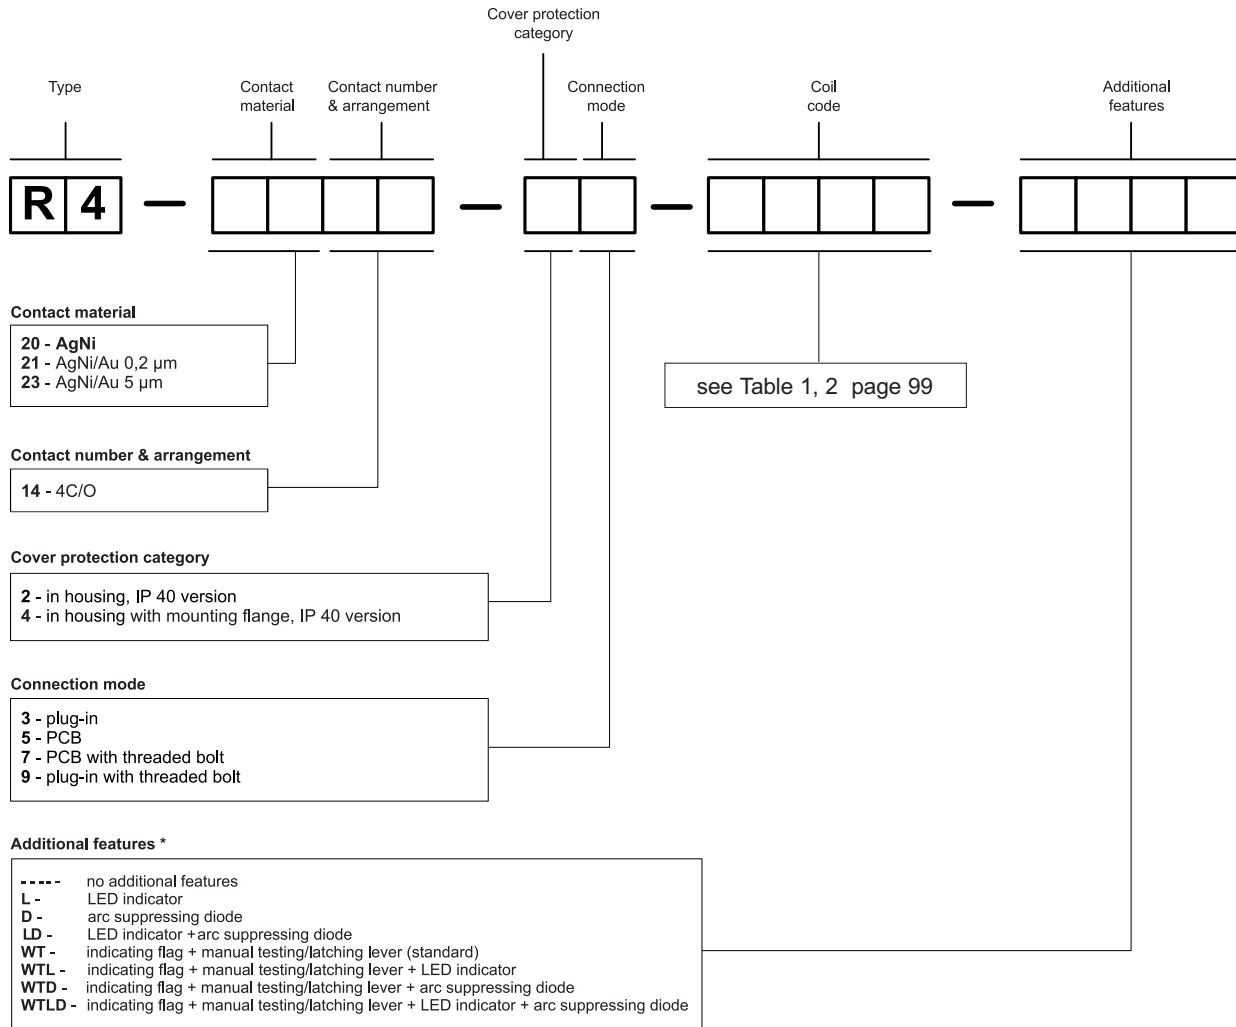 Cover protection
category
Type
Contact
material
Contact number
& arrangement
Connection
mode
Coil
code
Additional
features
R 4
Contact material
20 - AgNi
21 - AgNi/Au 0,2 µm
23 - AgNi/Au 5 µm
see Table 1, 2 page 99
Contact number & arrangement
14 - 4C/O
Cover protection category
2 - in housing, IP 40 version
4 - in housing with mounting flange, IP 40 version
Connection mode
3 - plug-in
5 - PCB
7 - PCB with threaded bolt
9 - plug-in with threaded bolt
Additional features *
----- no additional features
L - LED indicator
D - arc suppressing diode
LD - LED indicator + arc suppressing diode
WT - indicating flag + manual testing/latching lever (standard)
WTL - indicating flag + manual testing/latching lever + LED indicator
WTD - indicating flag + manual testing/latching lever + arc suppressing diode
WTLD - indicating flag + manual testing/latching lever + LED indicator + arc suppressing diode